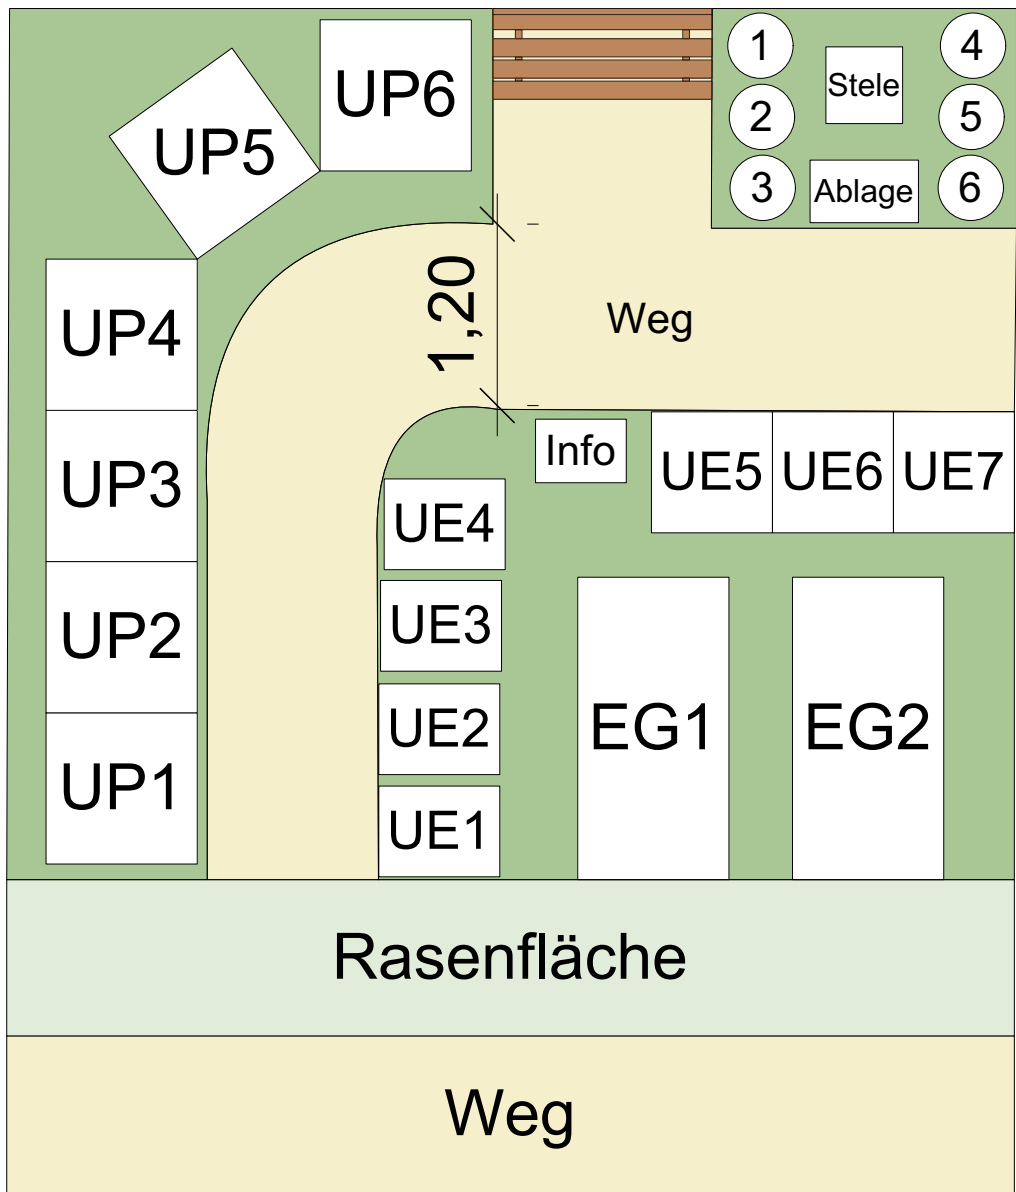 UP6
1
4
Stele
UP5
2
5
3
Ablage
6
UP4
1,20
Weg
UP3
Info
UE5
UE6
UE7
UE4
UP2
UE3
EG1
EG2
UE2
UP1
UE1
Rasenfläche
Weg